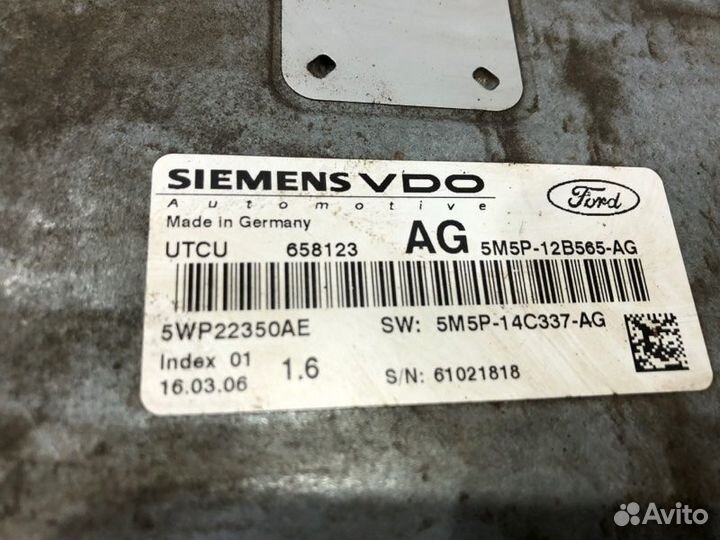 SIEMENS VDO
Automotive
Ford
Made in Germany
UTCU 658123 AG 5M5P-12B565-AG
5WP22350AE SW: 5M5P-14C337-AG
Index 01
16.03.06 1.6 S/N: 61021818
Avito